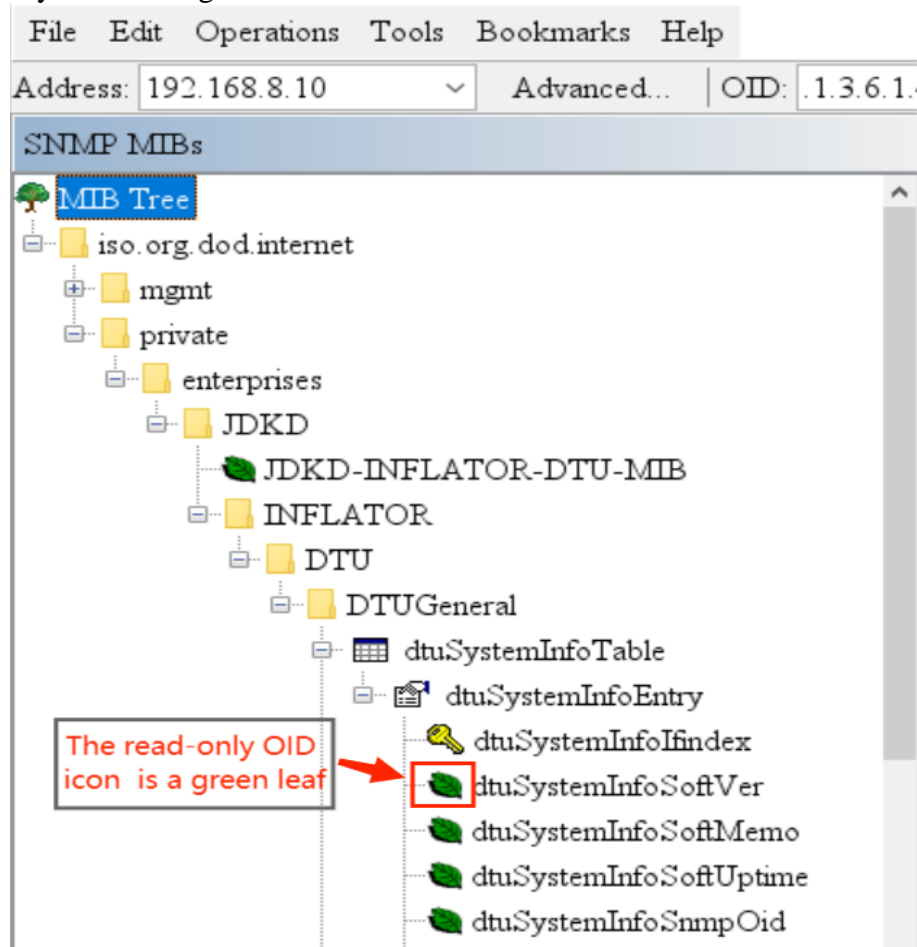 File Edit Operations Tools Bookmarks Help
Address: 192.168.8.10 Advanced... OID: .1.3.6.1.
SNMP MIBs
MIB Tree
iso.org.dod.internet
mgmt
private
enterprises
JDKD
JDKD-INFLATOR-DTU-MIB
INFLATOR
DTU
DTUGeneral
dtuSystemInfoTable
dtuSystemInfoEntry
The read-only OID
icon is a green leaf
dtuSystemInfoIfindex
dtuSystemInfoSoftVer
dtuSystemInfoSoftMemo
dtuSystemInfoSoftUptime
dtuSystemInfoSnmpOid